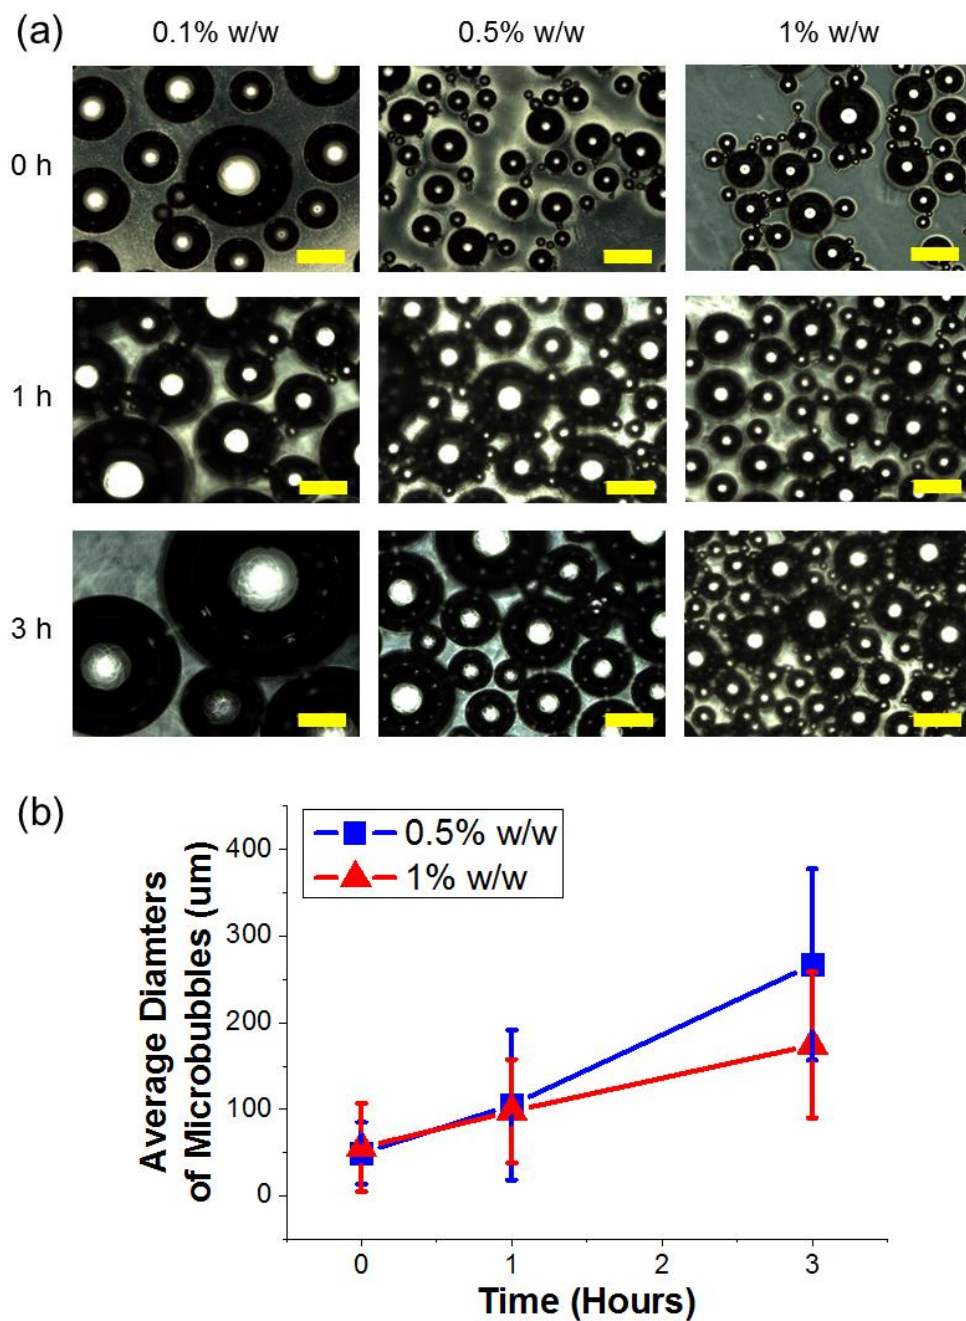 (a)
0.1% w/w 0.5% w/w 1% w/w
0 h
1 h
3 h
(b)
0.5% w/w
1% w/w
400
300
200
100
0
Average Diamters
of Microbubbles (um)
0 1 2 3
Time (Hours)